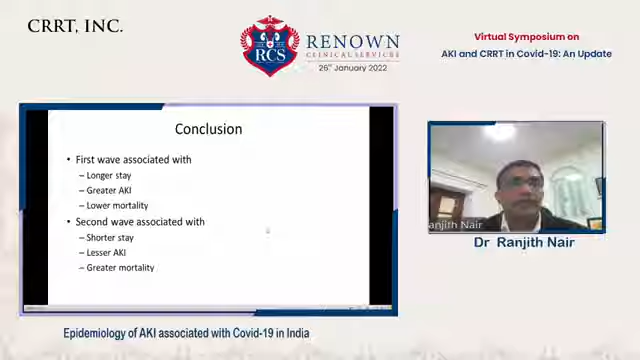 CRRT, INC.
RCS
RENOWN
CLINICAL SERVICES
26th January 2022
Virtual Symposium on
AKI and CRRT in Covid-19: An Update
Conclusion
• First wave associated with
– Longer stay
– Greater AKI
– Lower mortality
• Second wave associated with
– Shorter stay
– Lesser AKI
– Greater mortality
anjith Nair
Dr Ranjith Nair
Epidemiology of AKI associated with Covid-19 in India